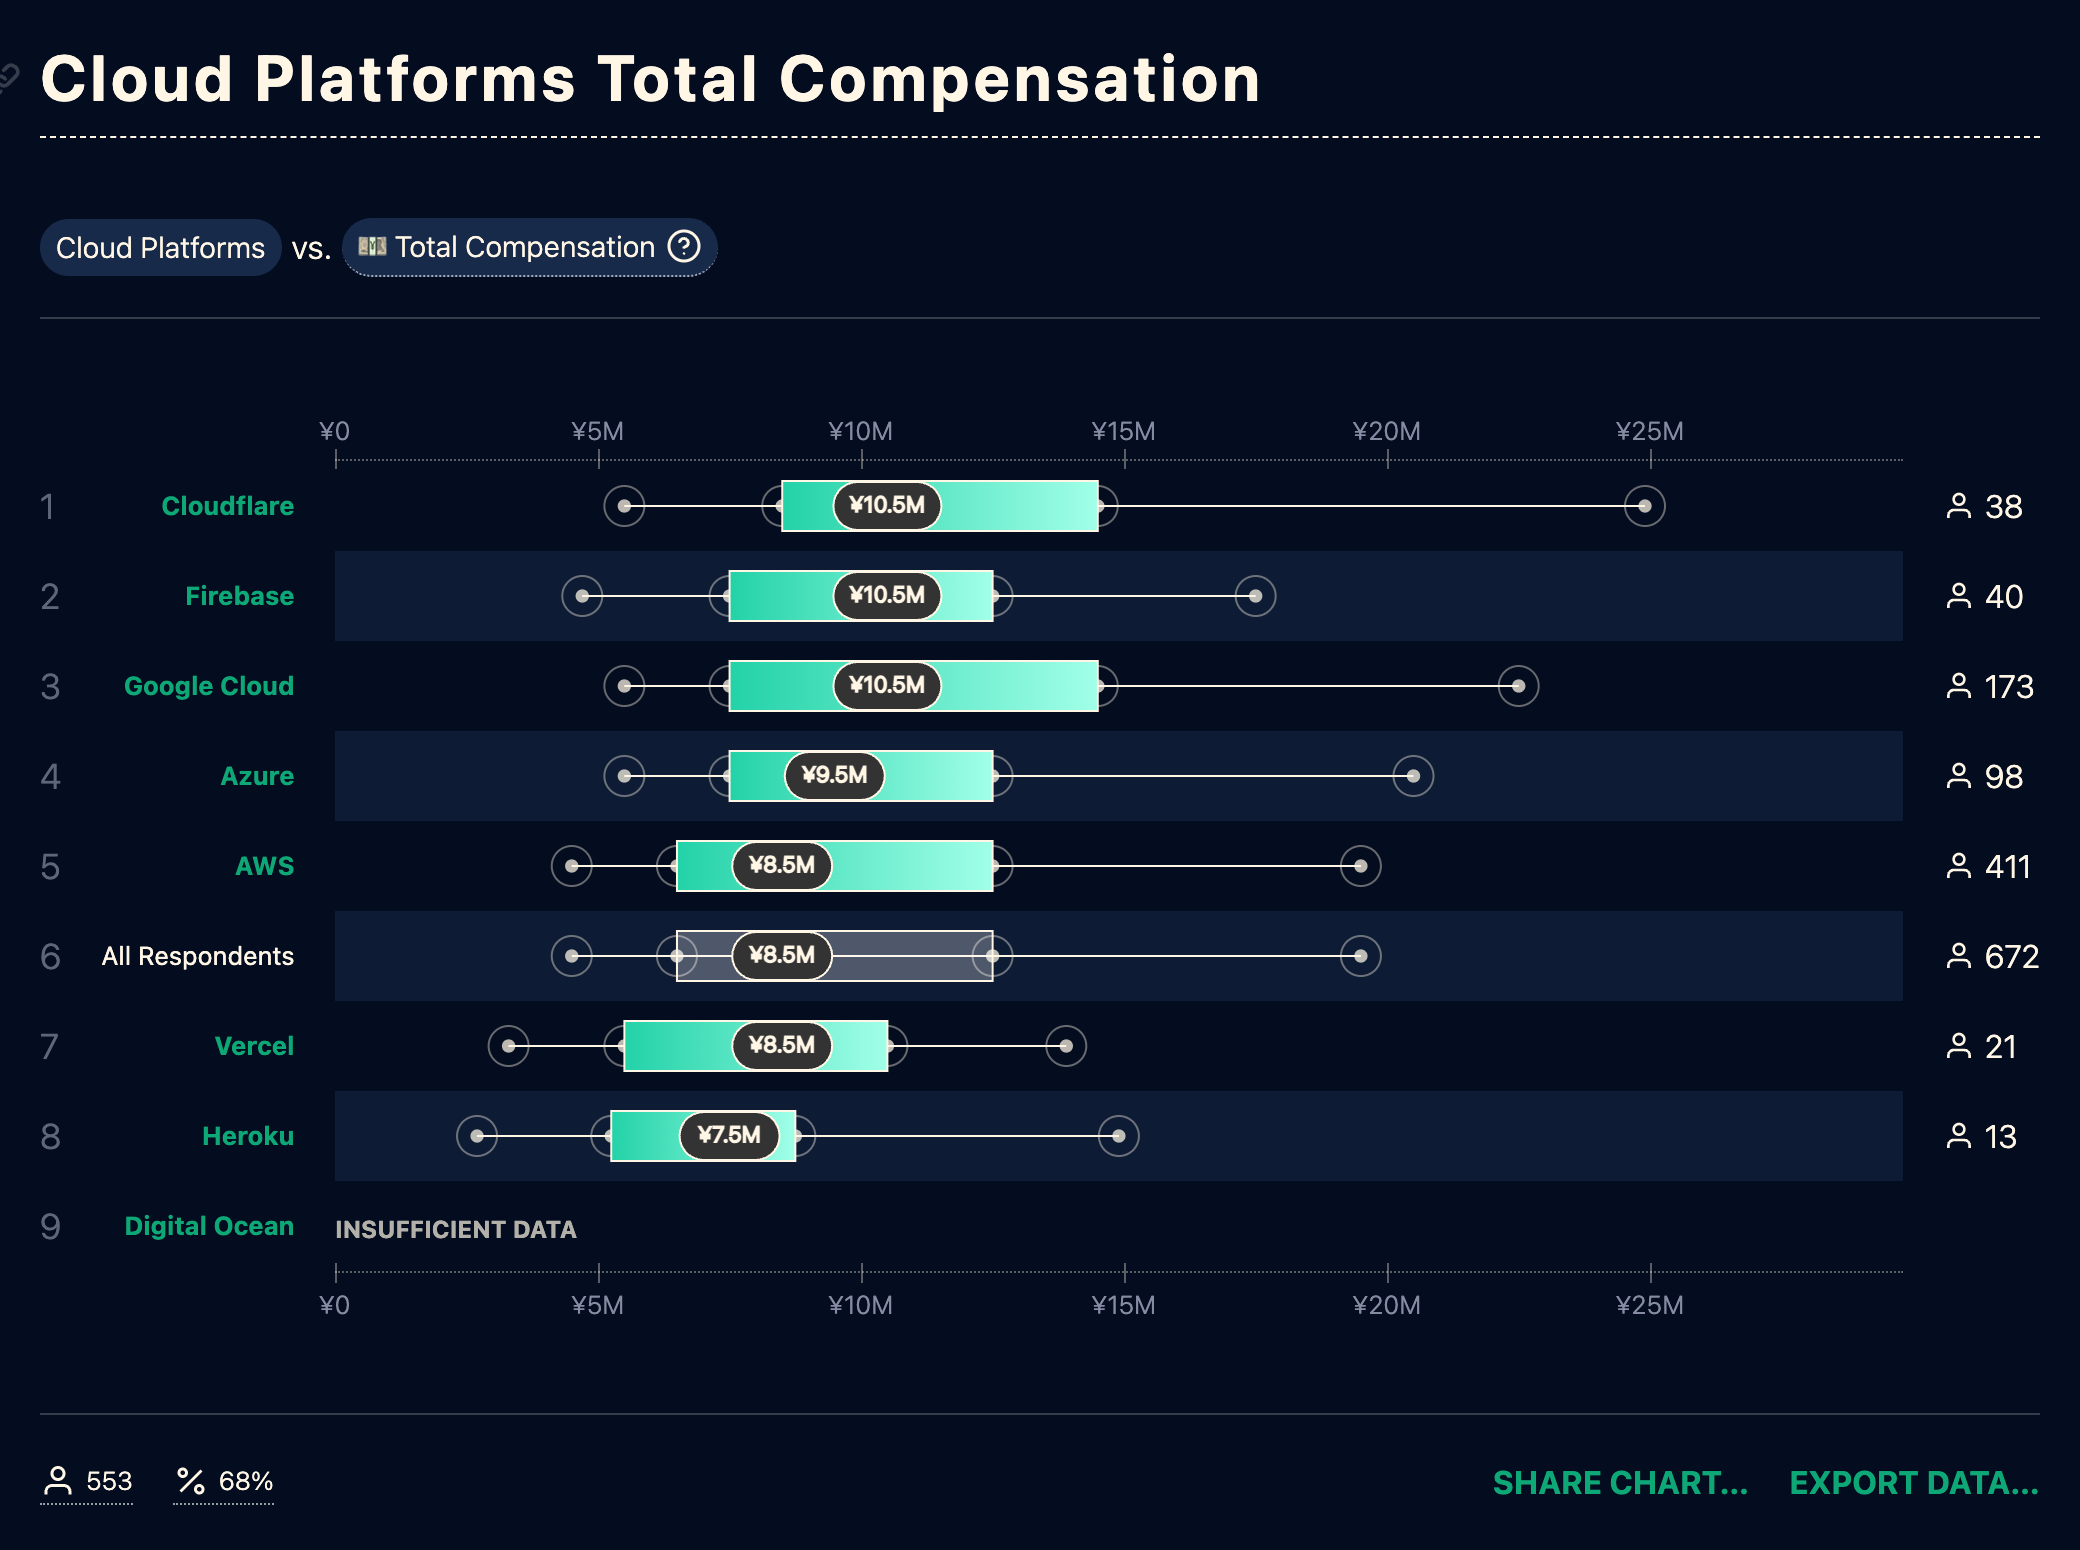 Cloud Platforms Total Compensation
Cloud Platforms vs. 💴 Total Compensation ?
¥0 ¥5M ¥10M ¥15M ¥20M ¥25M
1 Cloudflare ¥10.5M 38
2 Firebase ¥10.5M 40
3 Google Cloud ¥10.5M 173
4 Azure ¥9.5M 98
5 AWS ¥8.5M 411
6 All Respondents ¥8.5M 672
7 Vercel ¥8.5M 21
8 Heroku ¥7.5M 13
9 Digital Ocean INSUFFICIENT DATA
¥0 ¥5M ¥10M ¥15M ¥20M ¥25M
553 % 68% SHARE CHART... EXPORT DATA...